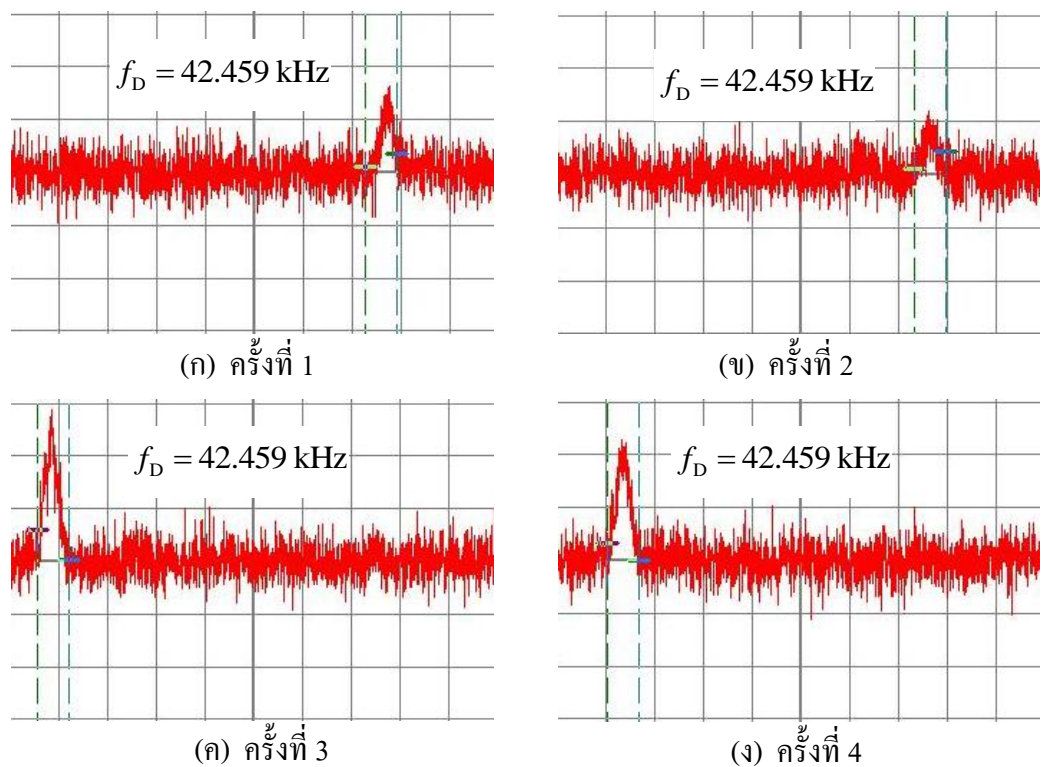 f_D = 42.459 kHz
f_D = 42.459 kHz
(ก) ครั้งที่ 1
(ข) ครั้งที่ 2
f_D = 42.459 kHz
f_D = 42.459 kHz
(ค) ครั้งที่ 3
(ง) ครั้งที่ 4